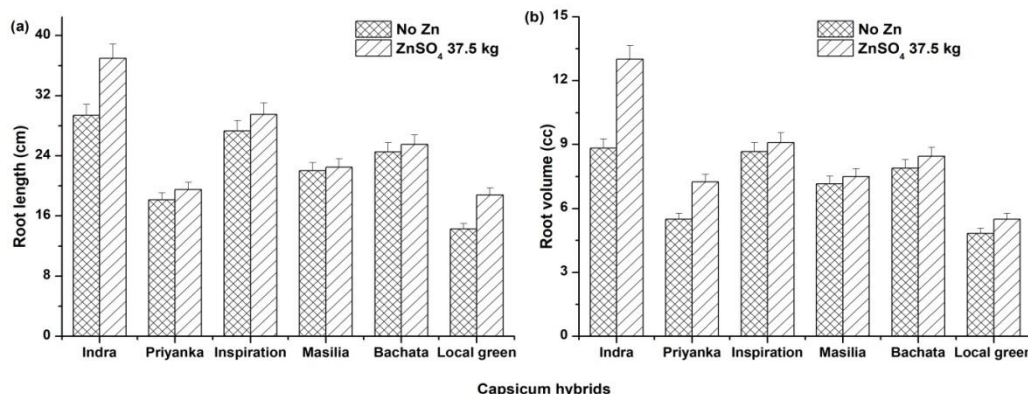 (a)
No Zn
ZnSO₄ 37.5 kg
Root length (cm)
40
32
24
16
8
0
Indra Priyanka Inspiration Masilia Bachata Local green
(b)
No Zn
ZnSO₄ 37.5 kg
Root volume (cc)
15
12
9
6
3
0
Indra Priyanka Inspiration Masilia Bachata Local green
Capsicum hybrids